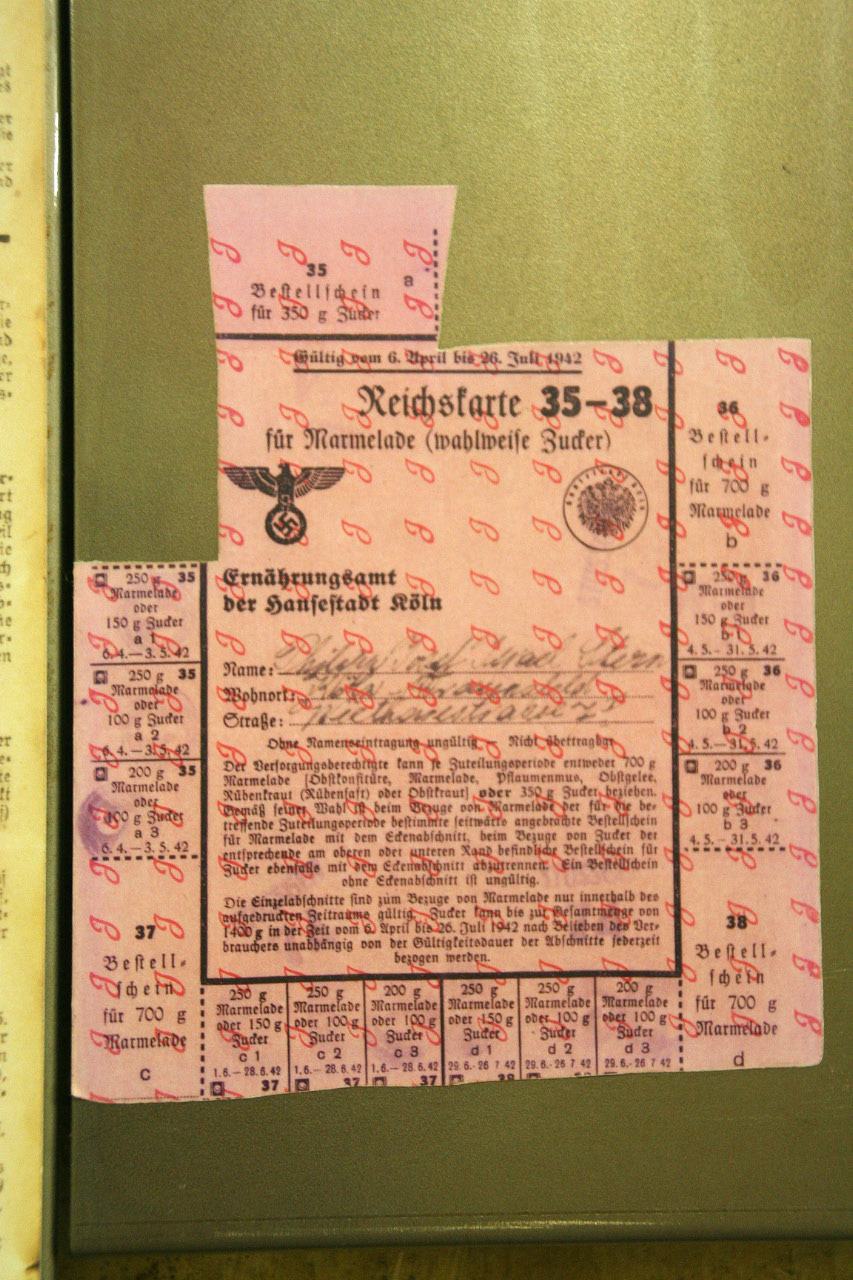 35
Bestellschein
für 350 g Zucker
a
Gültig vom 6. April bis 26. Juli 1942
Reichskarte 35–38
für Marmelade (wahlweise Zucker)
Ernährungsamt
der Hansestadt Köln
Name: Josef Israel Stern
Wohnort: Köln
Straße:
Ohne Namenseintragung ungültig — Nicht übertragbar
Der Versorgungsberechtigte kann je Zuteilungsperiode entweder 700 g
Marmelade (Obstkonfitüre, Marmelade, Pflaumenmus, Obstgelee,
Rübenkraut (Rübensaft) oder Obstkraut) oder 350 g Zucker beziehen.
Gemäß seiner Wahl ist beim Bezuge von Marmelade der für die be-
treffende Zuteilungsperiode bestimmte seitwärts angebrachte Bestellschein
für Marmelade mit dem Eckenabschnitt, beim Bezuge von Zucker der
entsprechende am oberen oder unteren Rand befindliche Bestellschein für
Zucker ebenfalls mit dem Eckenabschnitt abzutrennen. Ein Bestellschein
ohne Eckenabschnitt ist ungültig.
Die Einzelabschnitte sind zum Bezuge von Marmelade nur innerhalb des
aufgedruckten Zeitraums gültig. Zucker kann bis zur Gesamtmenge von
1400 g in der Zeit vom 6. April bis 26. Juli 1942 nach Belieben des Ver-
brauchers unabhängig von der Gültigkeitsdauer der Abschnitte jederzeit
bezogen werden.
36
Bestell-
schein
für 700 g
Marmelade
b
250 g 35
Marmelade
oder
150 g Zucker
a 1
6.4.—3.5.42
250 g 35
Marmelade
oder
100 g Zucker
a 2
6.4.—3.5.42
200 g 35
Marmelade
oder
100 g Zucker
a 3
6.4.—3.5.42
250 g 36
Marmelade
oder
150 g Zucker
b 1
4.5.—31.5.42
250 g 36
Marmelade
oder
100 g Zucker
b 2
4.5.—31.5.42
200 g 36
Marmelade
oder
100 g Zucker
b 3
4.5.—31.5.42
37
Bestell-
schein
für 700 g
Marmelade
c
38
Bestell-
schein
für 700 g
Marmelade
d
250 g
Marmelade
oder 150 g
Zucker
c 1
1.6.—28.6.42
37
250 g
Marmelade
oder 100 g
Zucker
c 2
1.6.—28.6.42
37
200 g
Marmelade
oder 100 g
Zucker
c 3
1.6.—28.6.42
37
250 g
Marmelade
oder 150 g
Zucker
d 1
29.6.-26 7 42
38
250 g
Marmelade
oder 100 g
Zucker
d 2
29.6.-26 7 42
200 g
Marmelade
oder 100 g
Zucker
d 3
29.6.-26 7 42